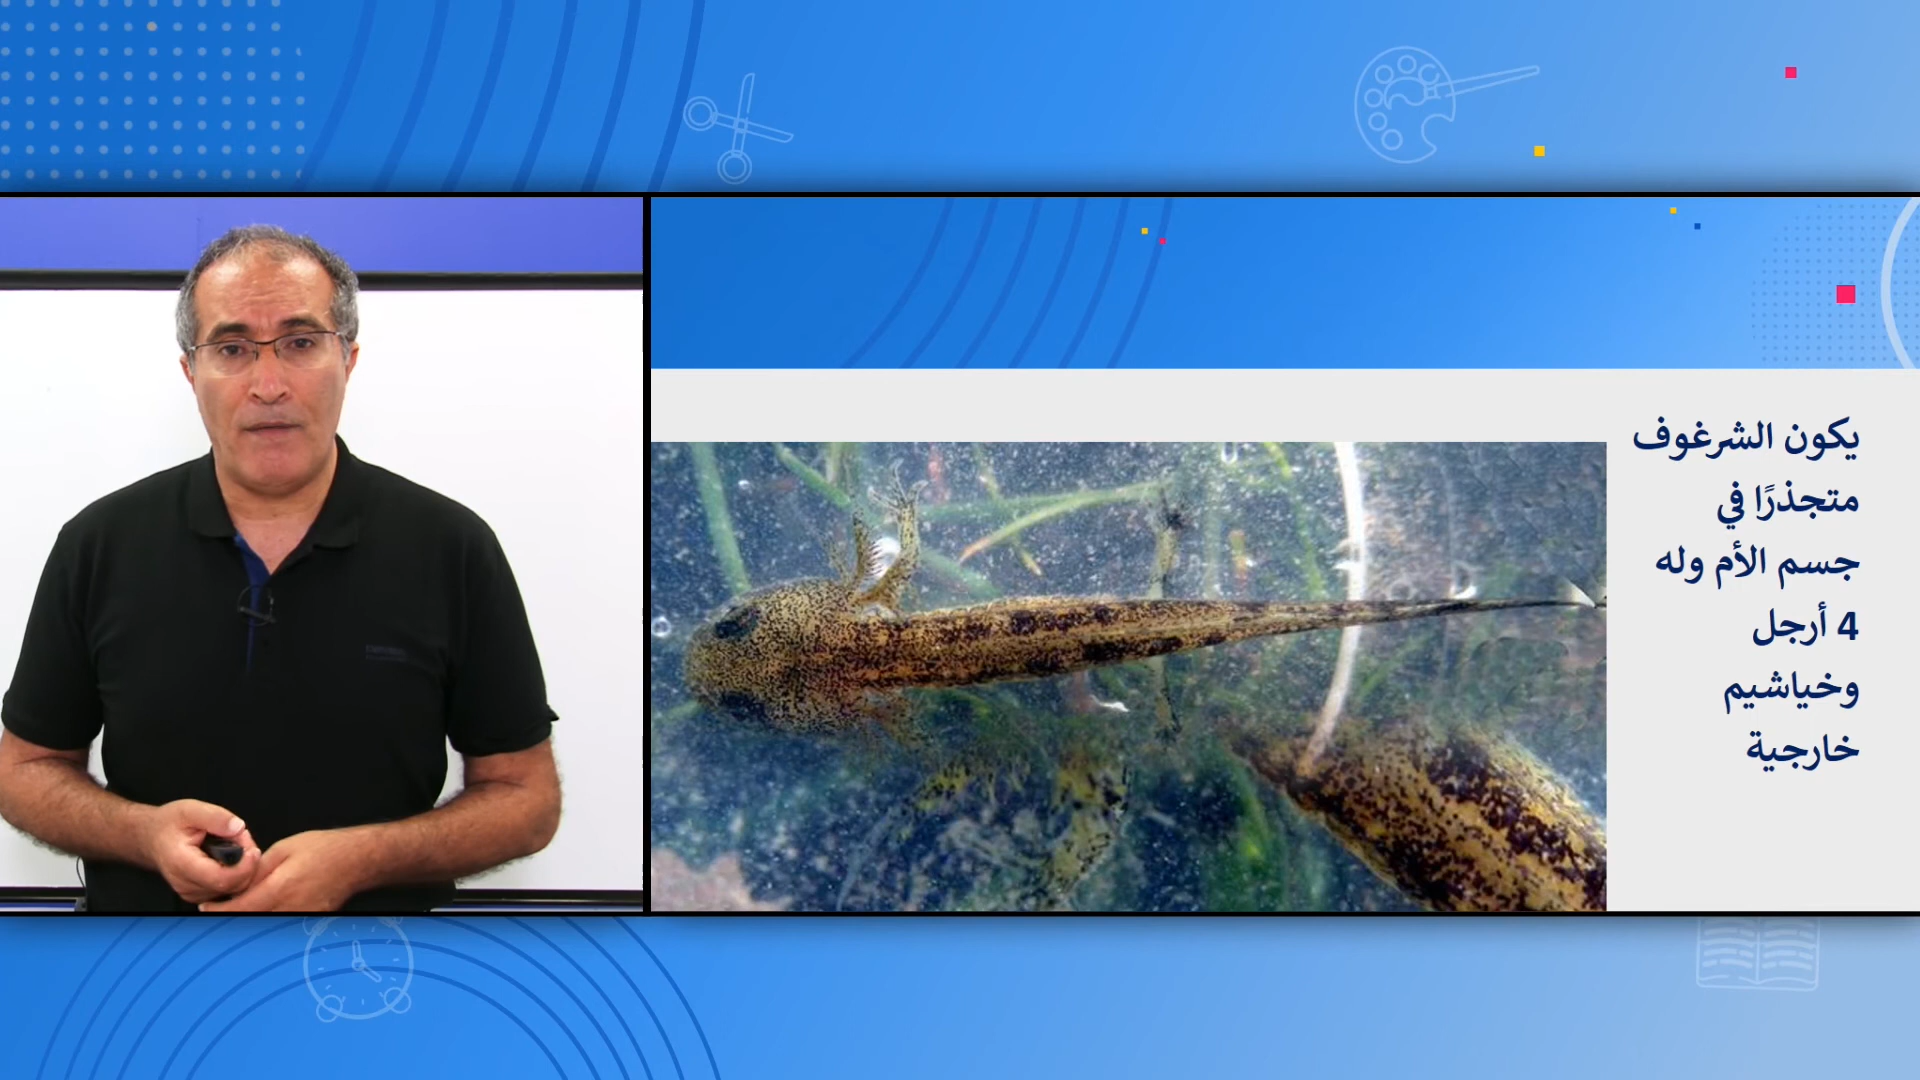 يكون الشرغوف
متجذرًا في
جسم الأم وله
4 أرجل
وخياشيم
خارجية